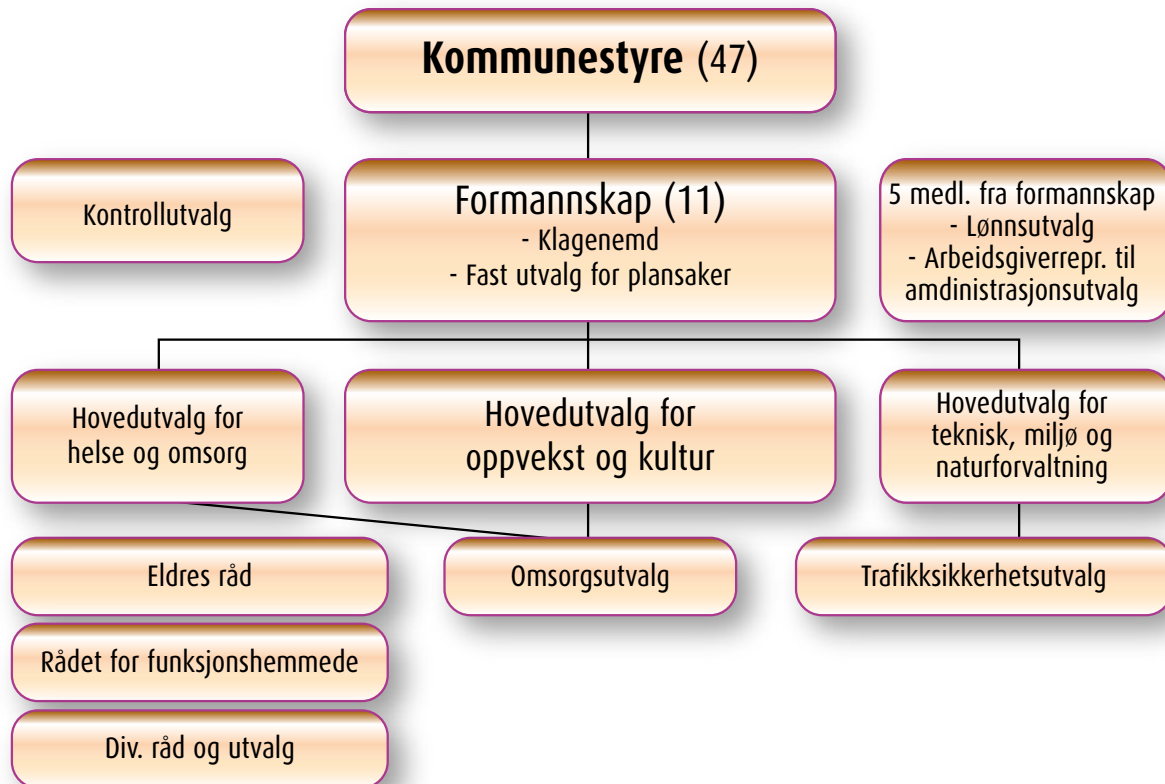 Kommunestyre (47)
Kontrollutvalg
Formannskap (11)
- Klagenemd
- Fast utvalg for plansaker
5 medl. fra formannskap
- Lønnsutvalg
- Arbeidsgiverrepr. til
amdinistrasjonsutvalg
Hovedutvalg for
helse og omsorg
Hovedutvalg for
oppvekst og kultur
Hovedutvalg for
teknisk, miljø og
naturforvaltning
Eldres råd
Omsorgsutvalg
Trafikksikkerhetsutvalg
Rådet for funksjonshemmede
Div. råd og utvalg